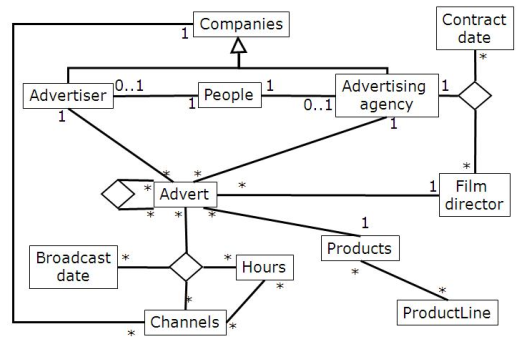 Companies
Contract
date
1
*
Advertiser
0..1
1
People
1
0..1
Advertising
agency
1
1
1
*
*
*
*
Advert
*
1
Film
director
*
*
*
1
Products
Broadcast
date
*
*
Hours
*
*
*
ProductLine
*
Channels
*
*